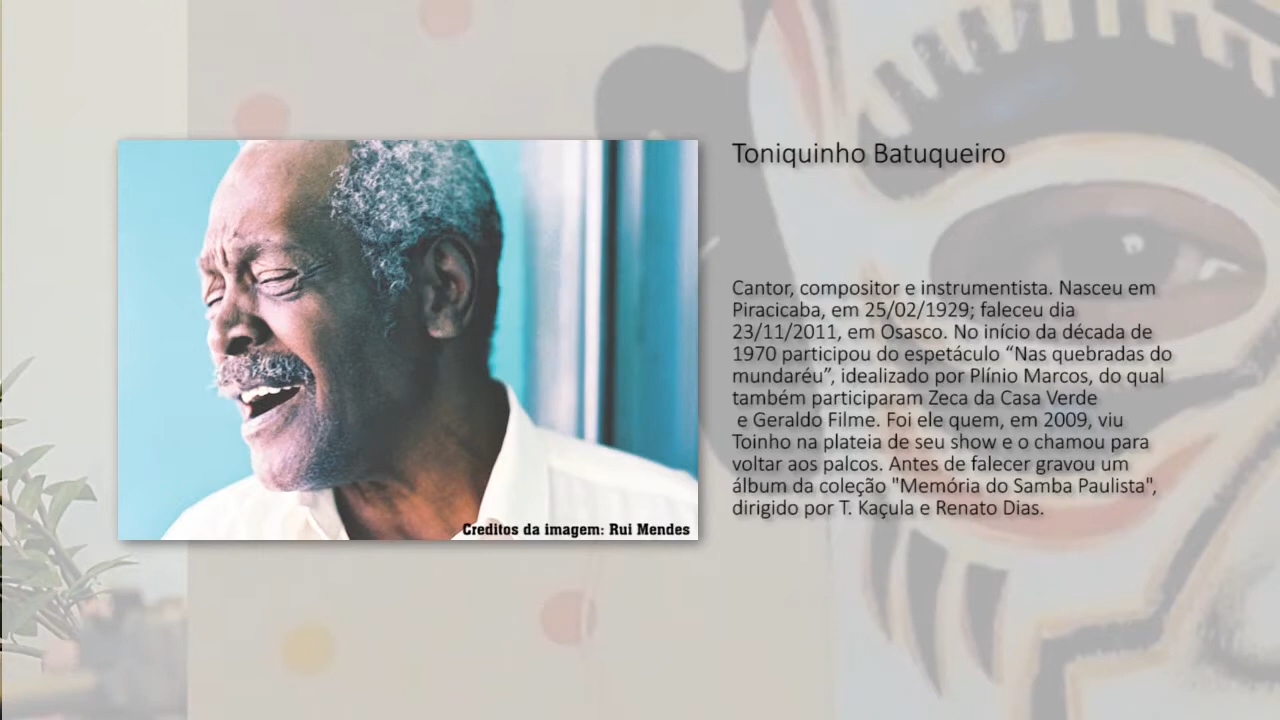 Toniquinho Batuqueiro
Cantor, compositor e instrumentista. Nasceu em
Piracicaba, em 25/02/1929; faleceu dia
23/11/2011, em Osasco. No início da década de
1970 participou do espetáculo “Nas quebradas do
mundaréu”, idealizado por Plínio Marcos, do qual
também participaram Zeca da Casa Verde
e Geraldo Filme. Foi ele quem, em 2009, viu
Toinho na plateia de seu show e o chamou para
voltar aos palcos. Antes de falecer gravou um
álbum da coleção "Memória do Samba Paulista",
dirigido por T. Kaçula e Renato Dias.
Creditos da imagem: Rui Mendes